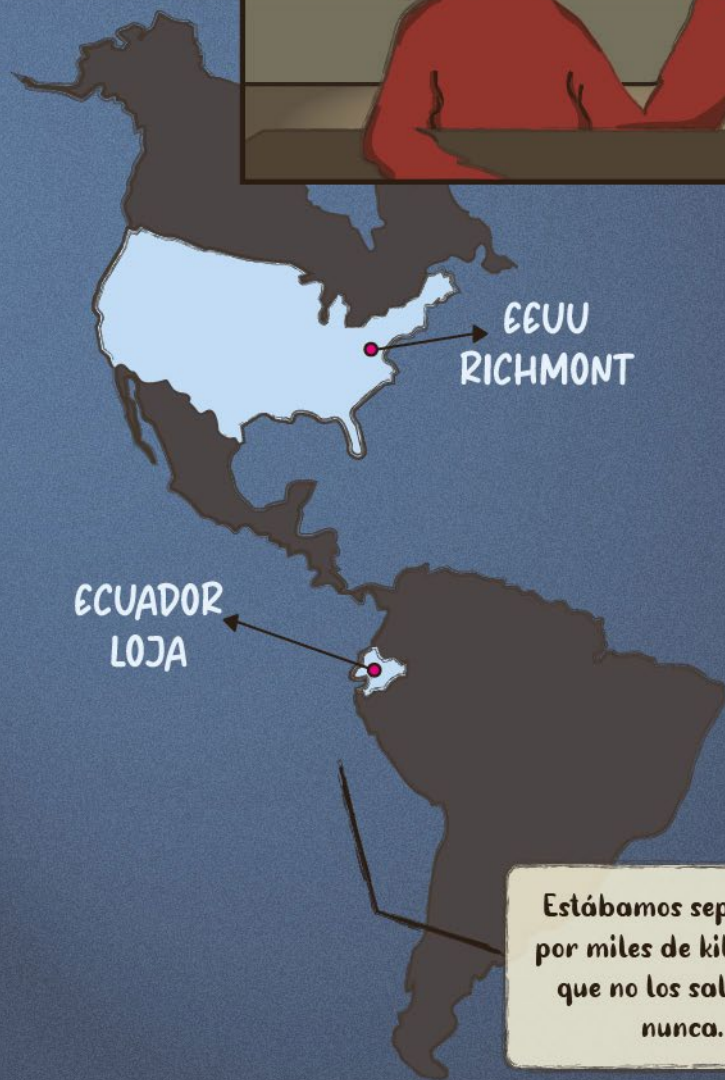 EEUU
RICHMONT
ECUADOR
LOJA
Estábamos
por miles de
que no los
nunca.